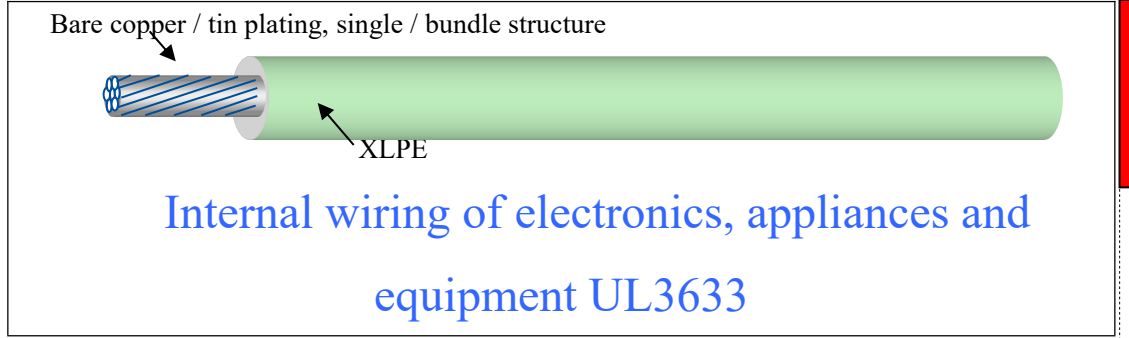 Bare copper / tin plating, single / bundle structure
XLPE
Internal wiring of electronics, appliances and
equipment UL3633